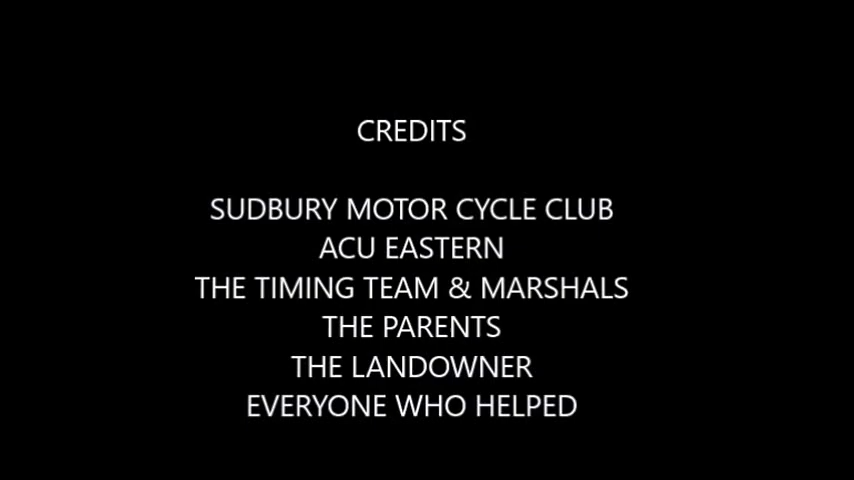 CREDITS
SUDBURY MOTOR CYCLE CLUB
ACU EASTERN
THE TIMING TEAM & MARSHALS
THE PARENTS
THE LANDOWNER
EVERYONE WHO HELPED